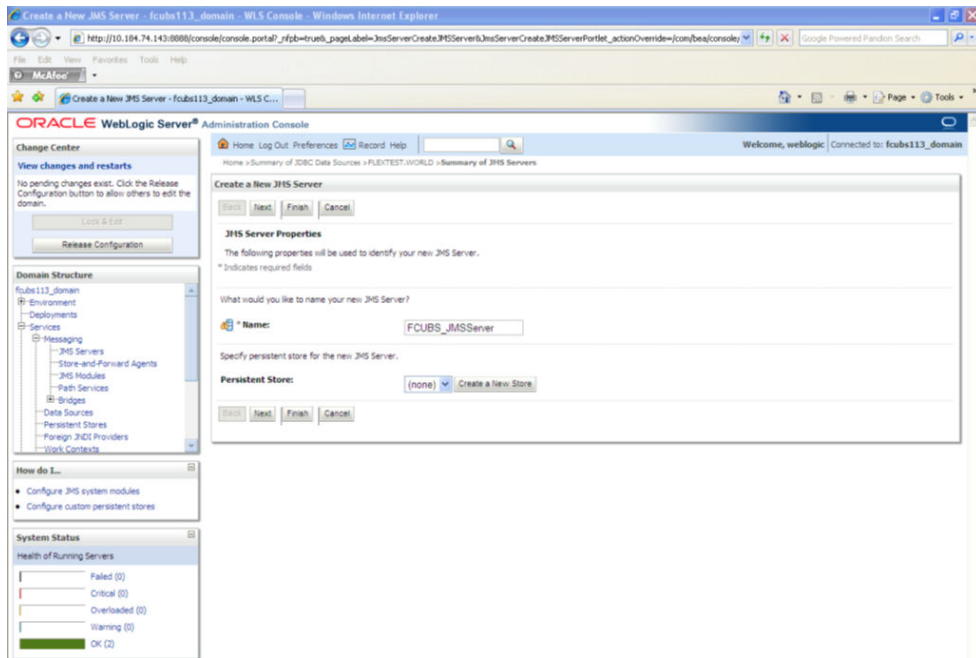 Create a New JMS Server - fcubs113_domain - WLS Console - Windows Internet Explorer
http://10.184.74.143:8888/console/console.portal?_nfpb=true&_pageLabel=JmsServerCreateJMSServer&JmsServerCreateJMSServerPortlet_actionOverride=/com/bea/console/
Google Powered Pandion Search
File Edit View Favorites Tools Help
McAfee
Create a New JMS Server - fcubs113_domain - WLS C...
Page Tools
ORACLE WebLogic Server® Administration Console
Change Center
View changes and restarts
No pending changes exist. Click the Release
Configuration button to allow others to edit the
domain.
Lock & Edit
Release Configuration
Domain Structure
fcubs113_domain
Environment
Deployments
Services
Messaging
JMS Servers
Store-and-Forward Agents
JMS Modules
Path Services
Bridges
Data Sources
Persistent Stores
Foreign JNDI Providers
Work Contexts
How do I...
Configure JMS system modules
Configure custom persistent stores
System Status
Health of Running Servers
Failed (0)
Critical (0)
Overloaded (0)
Warning (0)
OK (2)
Home Log Out Preferences Record Help
Welcome, weblogic Connected to: fcubs113_domain
Home >Summary of JDBC Data Sources >FLEXTEST.WORLD >Summary of JMS Servers
Create a New JMS Server
Back Next Finish Cancel
JMS Server Properties
The following properties will be used to identify your new JMS Server.
* Indicates required fields
What would you like to name your new JMS Server?
* Name: FCUBS_JMSServer
Specify persistent store for the new JMS Server.
Persistent Store: (none) Create a New Store
Back Next Finish Cancel